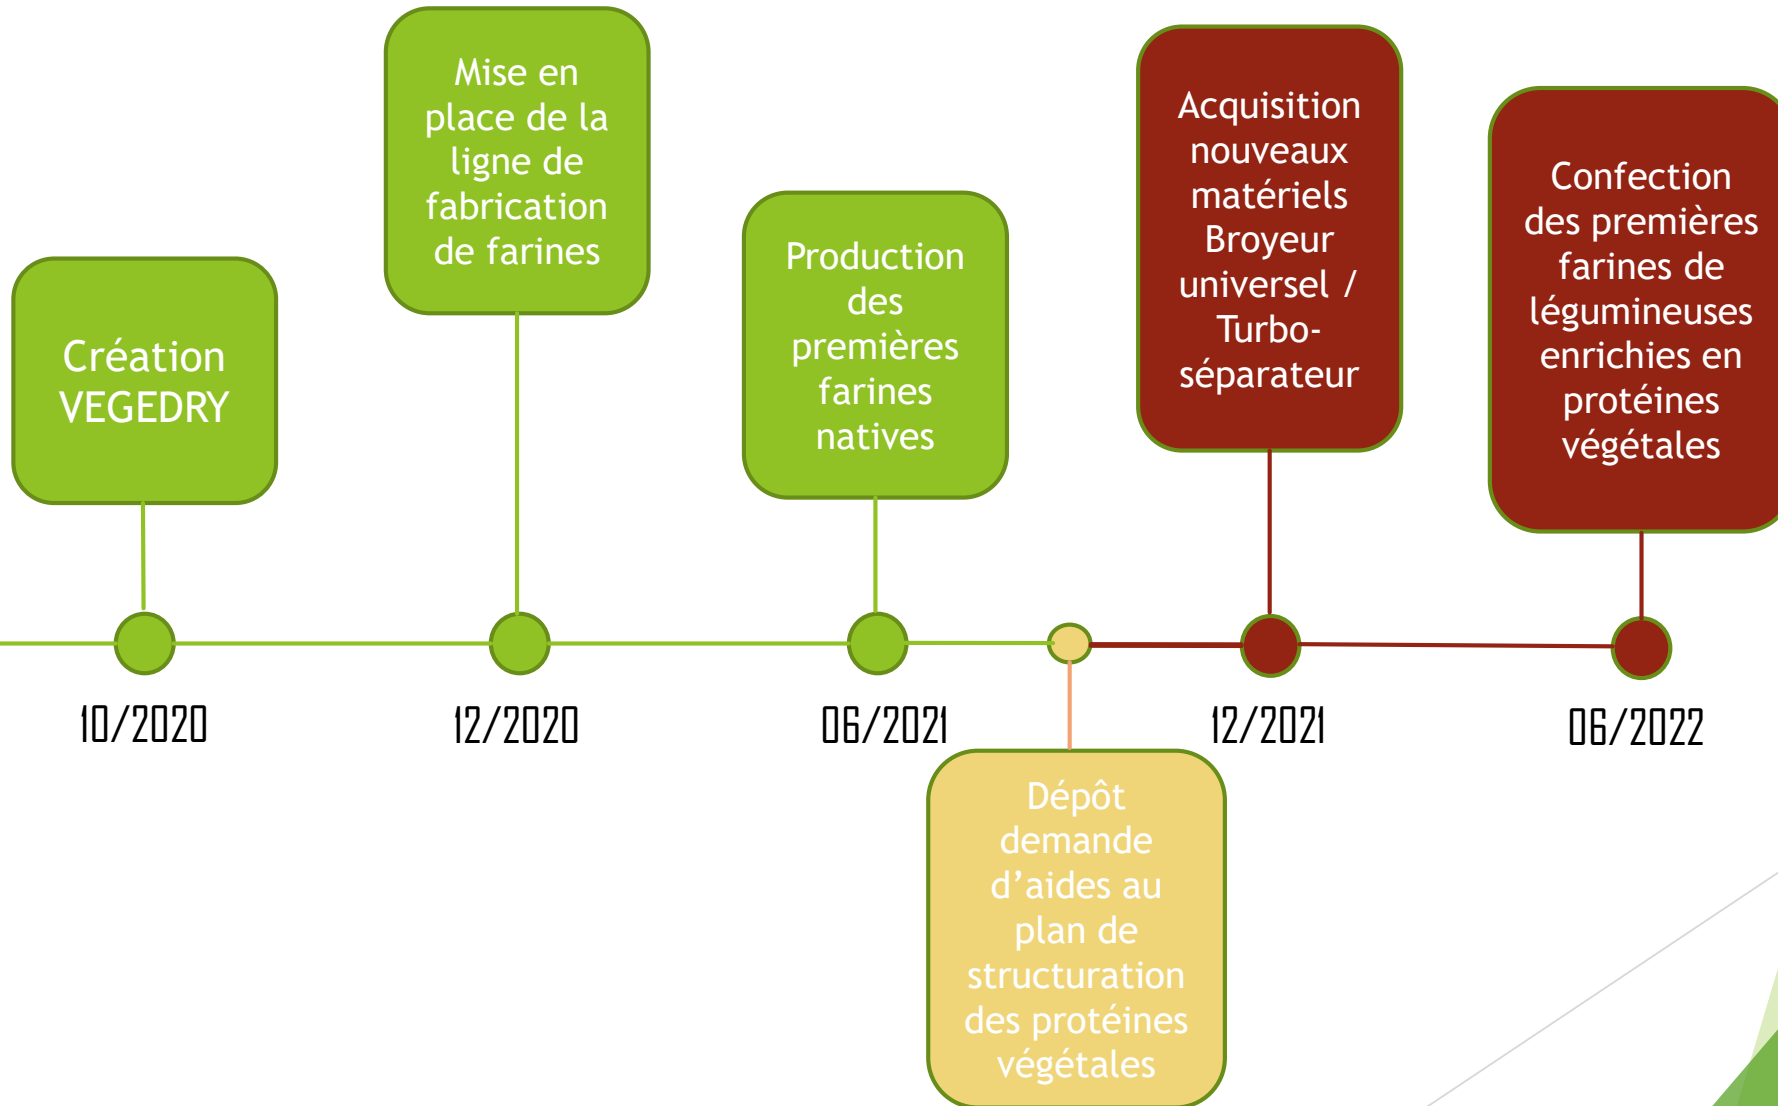 Création
VEGEDRY
Mise en
place de la
ligne de
fabrication
de farines
Production
des
premières
farines
natives
Acquisition
nouveaux
matériels
Broyeur
universel /
Turbo-
séparateur
Confection
des premières
farines de
légumineuses
enrichies en
protéines
végétales
10/2020
12/2020
06/2021
12/2021
06/2022
Dépôt
demande
d’aides au
plan de
structuration
des protéines
végétales